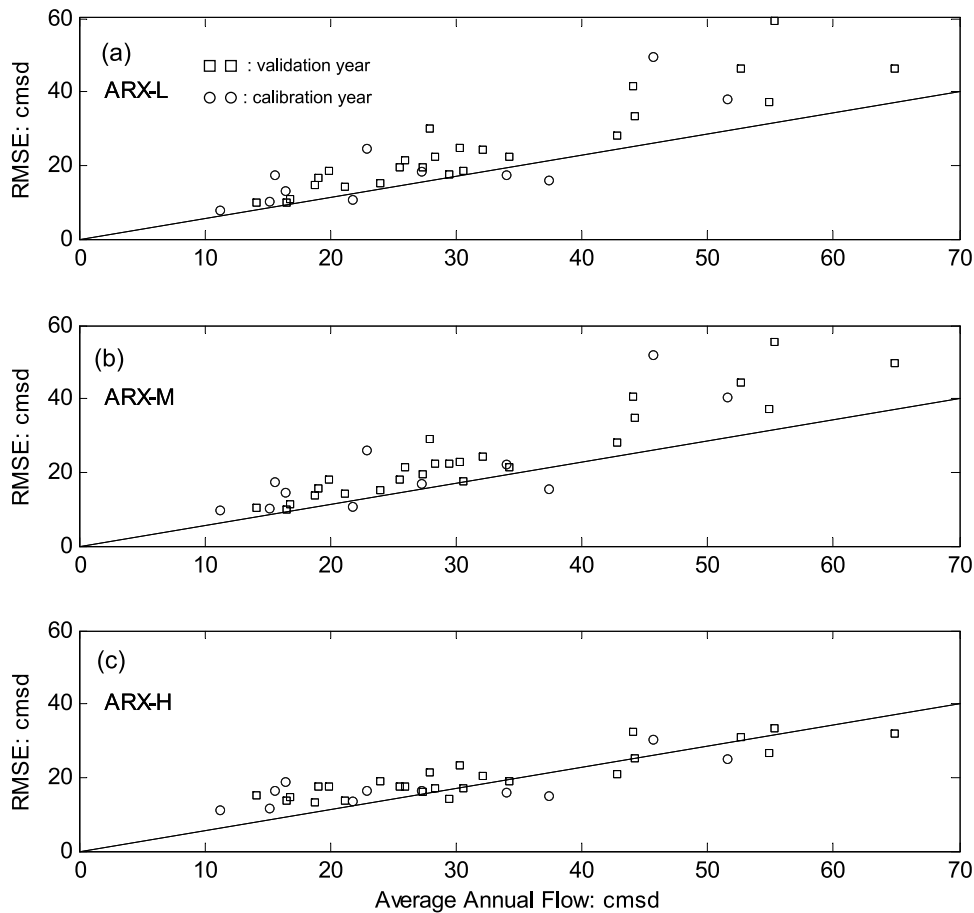 60
(a)
□ □ : validation year
ARX-L
○ ○ : calibration year
40
RMSE: cmsd
20
0
0 10 20 30 40 50 60 70
60
(b)
ARX-M
40
RMSE: cmsd
20
0
0 10 20 30 40 50 60 70
60
(c)
ARX-H
40
RMSE: cmsd
20
0
0 10 20 30 40 50 60 70
Average Annual Flow: cmsd